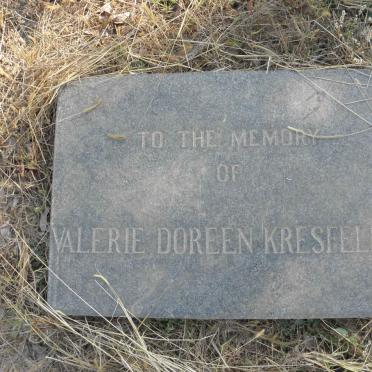 TO THE MEMORY
OF
VALERIE DOREEN KRESFEL